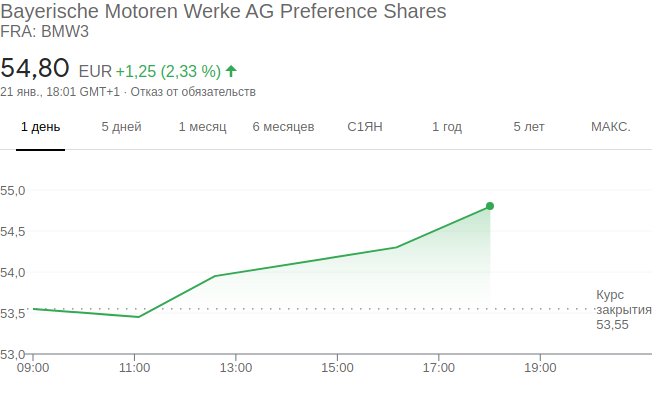 Bayerische Motoren Werke AG Preference Shares
FRA: BMW3
54,80 EUR +1,25 (2,33 %)
21 янв., 18:01 GMT+1 · Отказ от обязательств
1 день 5 дней 1 месяц 6 месяцев С1ЯН 1 год 5 лет МАКС.
55,0
54,5
54,0
53,5
53,0
Курс
закрытия
53,55
09:00 11:00 13:00 15:00 17:00 19:00